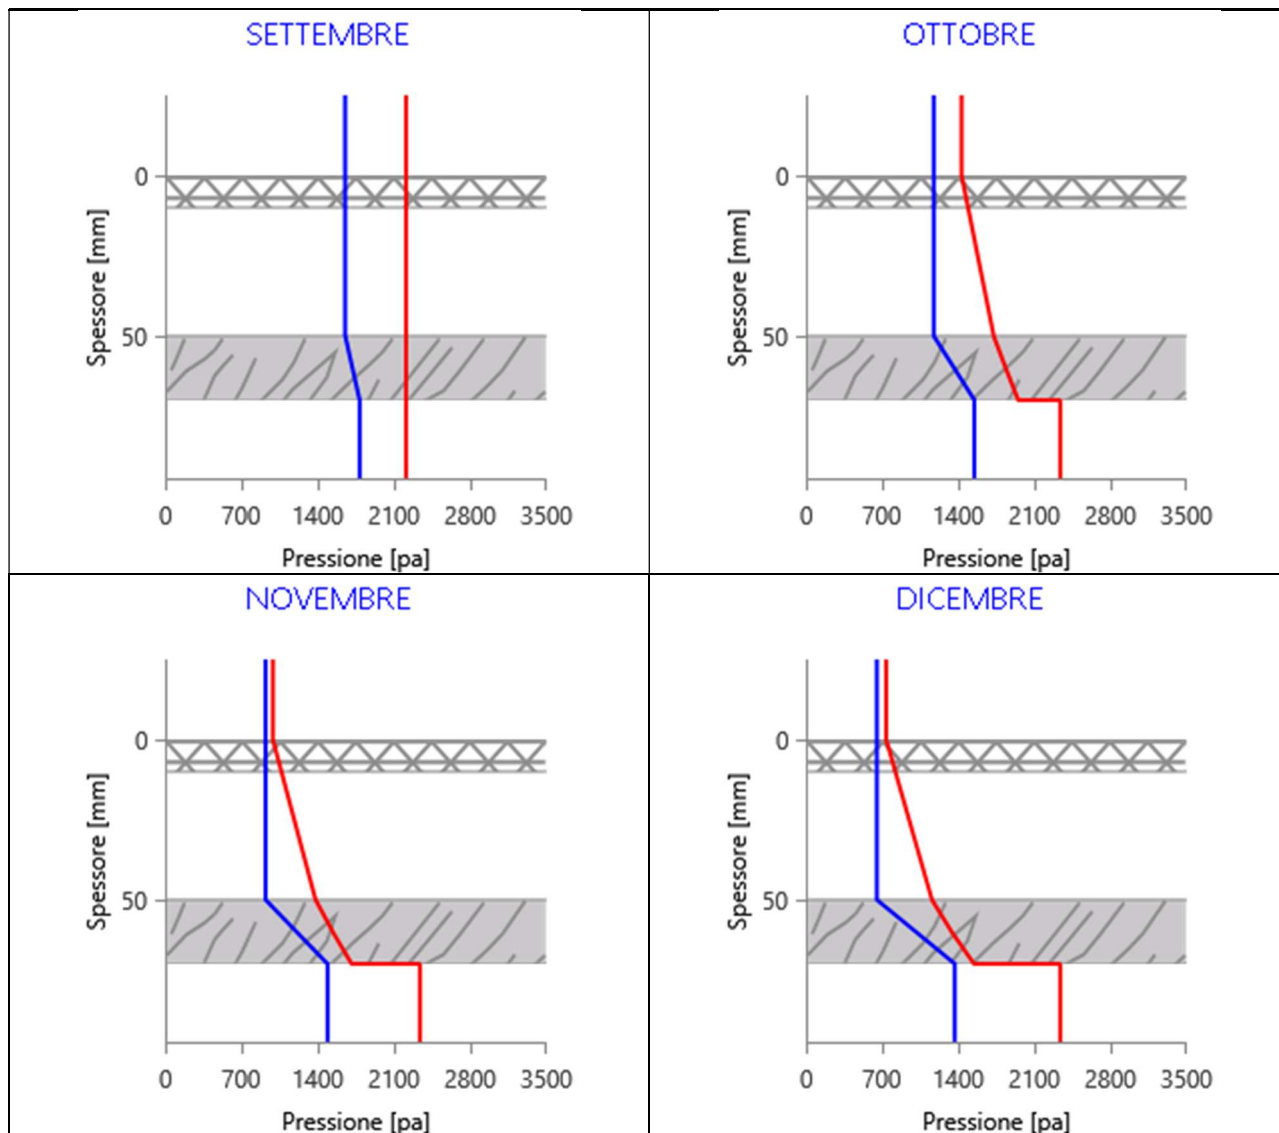 SETTEMBRE
0
50
Spessore [mm]
0 700 1400 2100 2800 3500
Pressione [pa]
OTTOBRE
0
50
Spessore [mm]
0 700 1400 2100 2800 3500
Pressione [pa]
NOVEMBRE
0
50
Spessore [mm]
0 700 1400 2100 2800 3500
Pressione [pa]
DICEMBRE
0
50
Spessore [mm]
0 700 1400 2100 2800 3500
Pressione [pa]